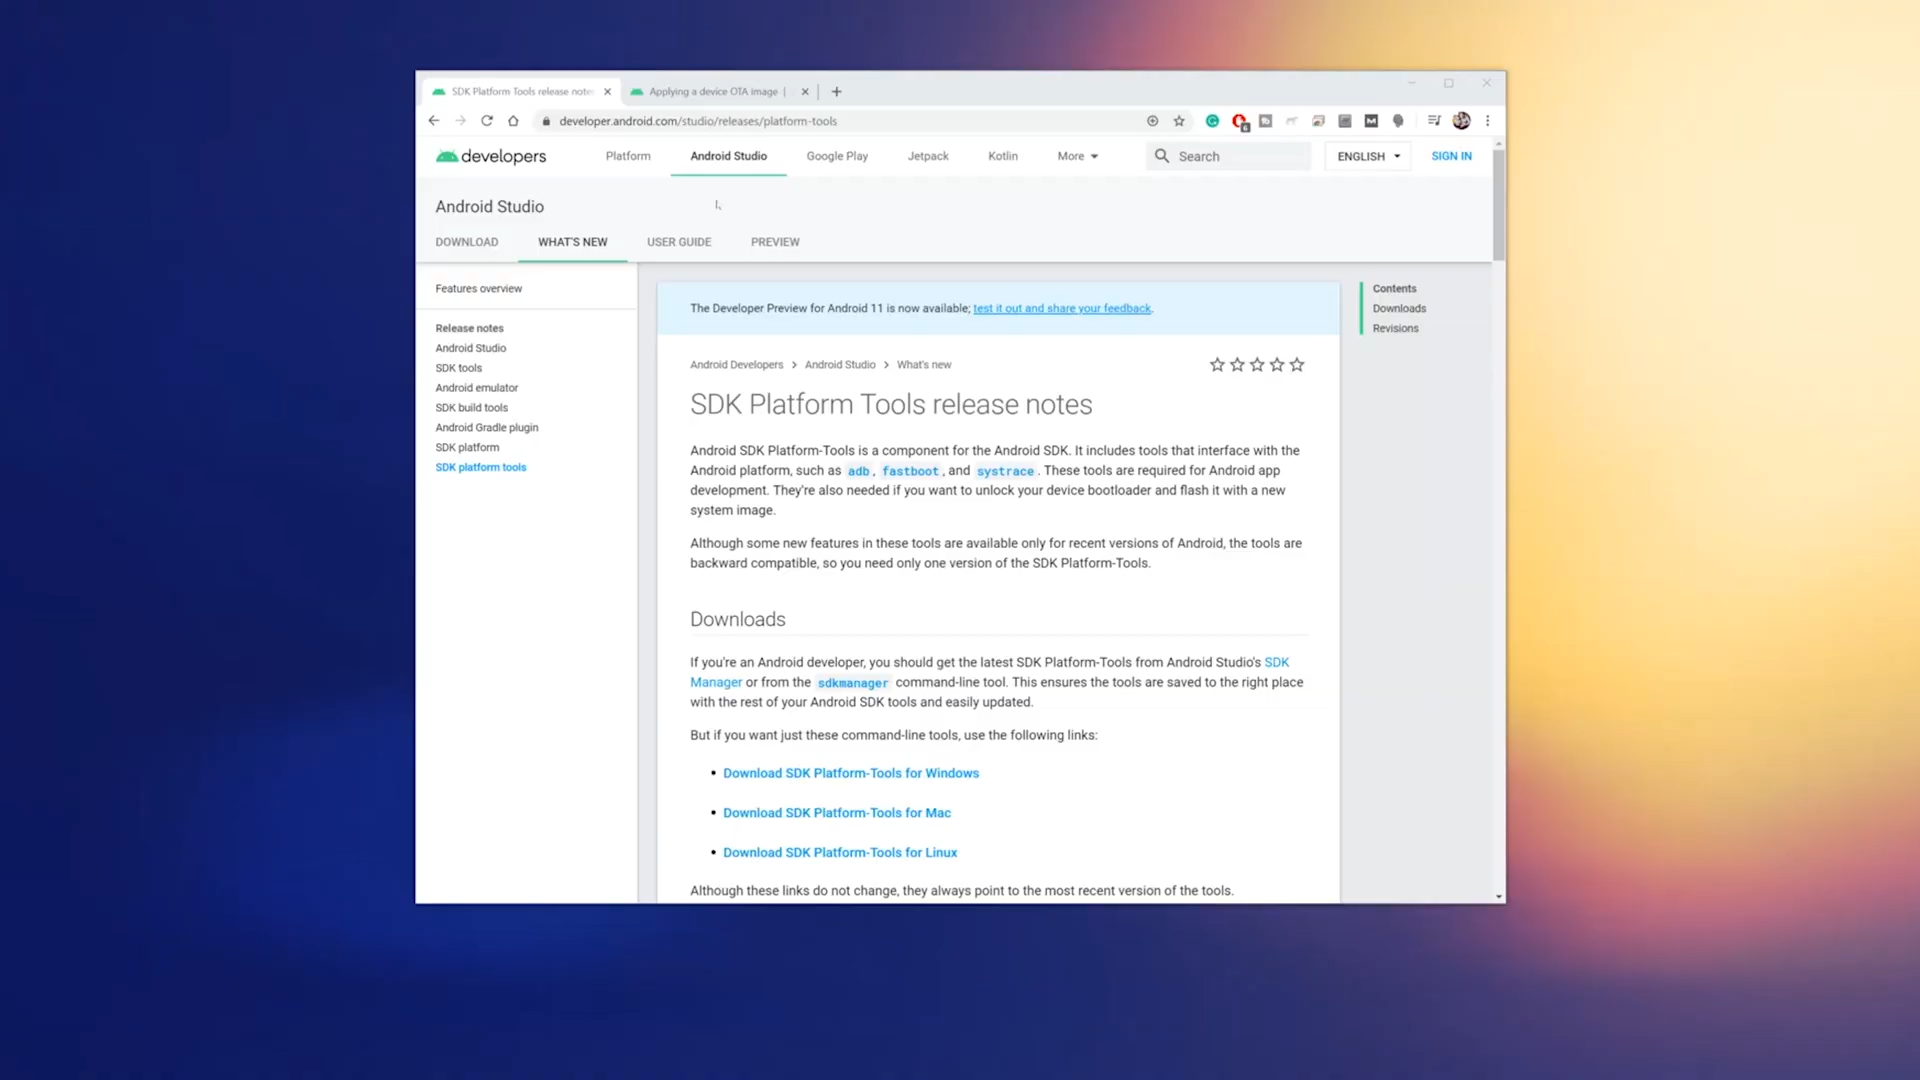 SDK Platform Tools release note
Applying a device OTA image |
developer.android.com/studio/releases/platform-tools
developers
Platform
Android Studio
Google Play
Jetpack
Kotlin
More
Search
ENGLISH
SIGN IN
Android Studio
DOWNLOAD
WHAT'S NEW
USER GUIDE
PREVIEW
Features overview
Release notes
Android Studio
SDK tools
Android emulator
SDK build tools
Android Gradle plugin
SDK platform
SDK platform tools
The Developer Preview for Android 11 is now available; test it out and share your feedback.
Android Developers > Android Studio > What's new
SDK Platform Tools release notes
Android SDK Platform-Tools is a component for the Android SDK. It includes tools that interface with the
Android platform, such as adb, fastboot, and systrace. These tools are required for Android app
development. They're also needed if you want to unlock your device bootloader and flash it with a new
system image.
Although some new features in these tools are available only for recent versions of Android, the tools are
backward compatible, so you need only one version of the SDK Platform-Tools.
Downloads
If you're an Android developer, you should get the latest SDK Platform-Tools from Android Studio's SDK
Manager or from the sdkmanager command-line tool. This ensures the tools are saved to the right place
with the rest of your Android SDK tools and easily updated.
But if you want just these command-line tools, use the following links:
• Download SDK Platform-Tools for Windows
• Download SDK Platform-Tools for Mac
• Download SDK Platform-Tools for Linux
Although these links do not change, they always point to the most recent version of the tools.
Contents
Downloads
Revisions